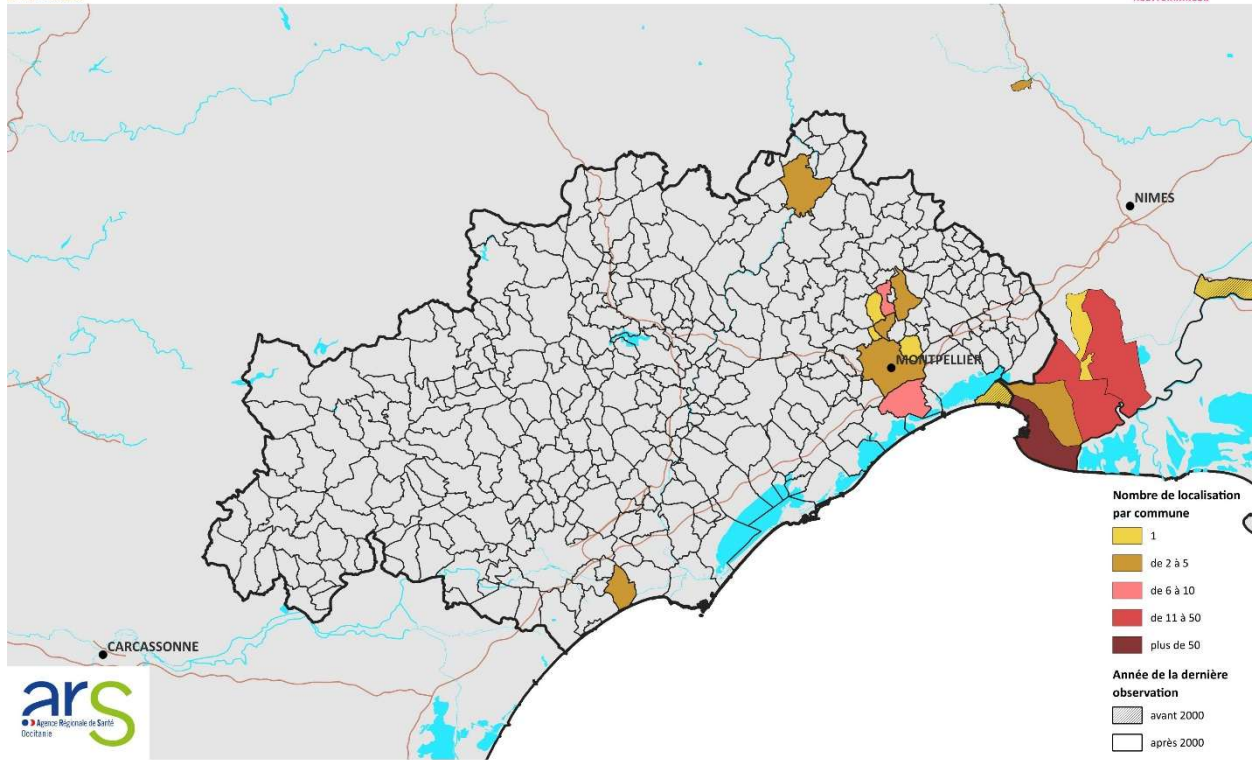 NIMES
MONTPELLIER
CARCASSONNE
Nombre de localisation
par commune
1
de 2 à 5
de 6 à 10
de 11 à 50
plus de 50
Année de la dernière
observation
avant 2000
après 2000
ars
Agence Régionale de Santé
Occitanie